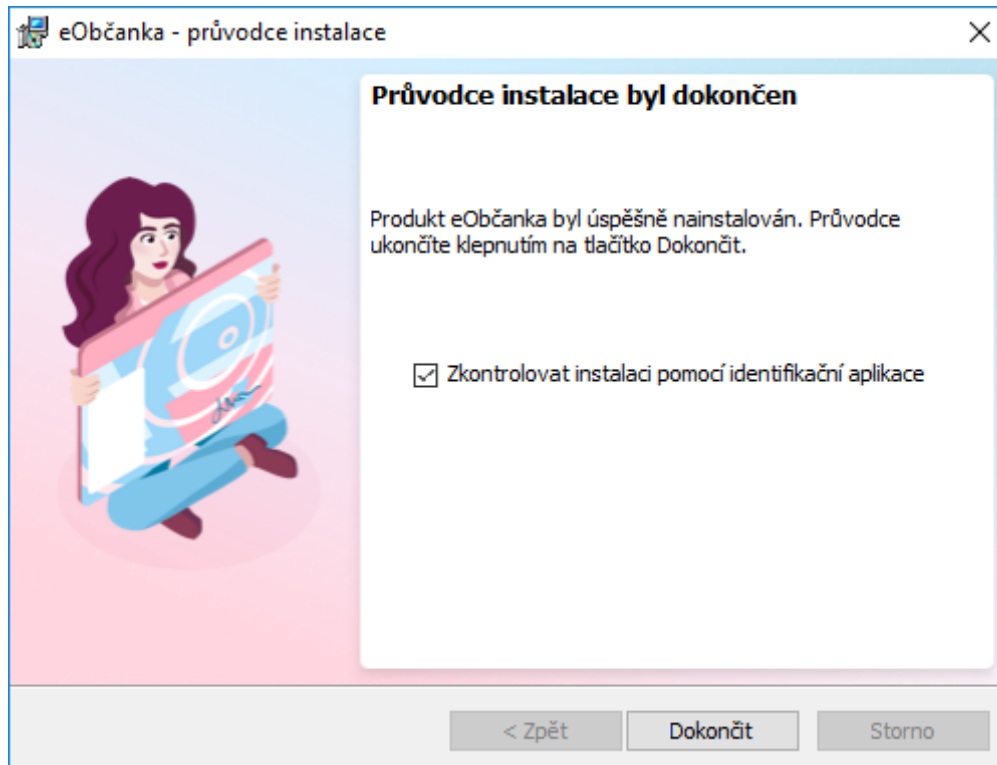 eObčanka - průvodce instalace
Průvodce instalace byl dokončen
Produkt eObčanka byl úspěšně nainstalován. Průvodce
ukončíte klepnutím na tlačítko Dokončit.
Zkontrolovat instalaci pomocí identifikační aplikace
< Zpět
Dokončit
Storno